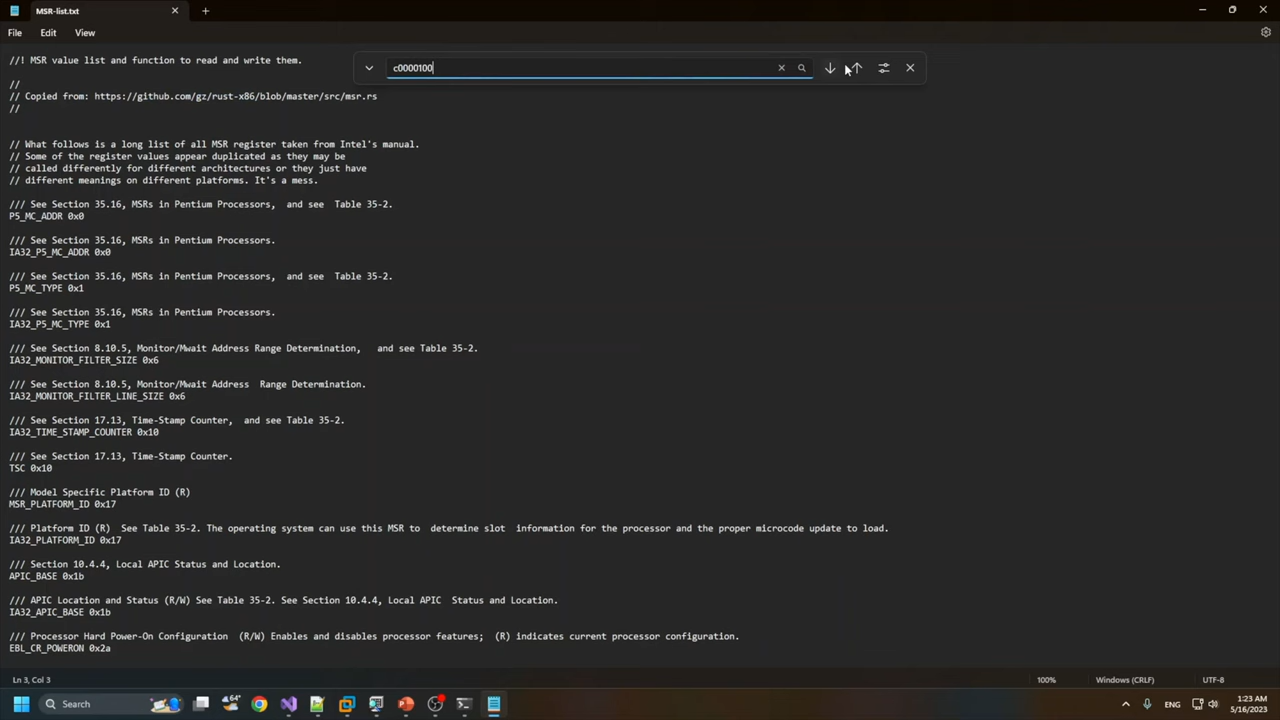 MSR-list.txt
File Edit View
c0000100
//! MSR value list and function to read and write them.
//
// Copied from: https://github.com/gz/rust-x86/blob/master/src/msr.rs
//
// What follows is a long list of all MSR register taken from Intel's manual.
// Some of the register values appear duplicated as they may be
// called differently for different architectures or they just have
// different meanings on different platforms. It's a mess.
/// See Section 35.16, MSRs in Pentium Processors,  and see  Table 35-2.
P5_MC_ADDR 0x0
/// See Section 35.16, MSRs in Pentium Processors.
IA32_P5_MC_ADDR 0x0
/// See Section 35.16, MSRs in Pentium Processors,  and see  Table 35-2.
P5_MC_TYPE 0x1
/// See Section 35.16, MSRs in Pentium Processors.
IA32_P5_MC_TYPE 0x1
/// See Section 8.10.5, Monitor/Mwait Address Range Determination,   and see Table 35-2.
IA32_MONITOR_FILTER_SIZE 0x6
/// See Section 8.10.5, Monitor/Mwait Address  Range Determination.
IA32_MONITOR_FILTER_LINE_SIZE 0x6
/// See Section 17.13, Time-Stamp Counter,  and see Table 35-2.
IA32_TIME_STAMP_COUNTER 0x10
/// See Section 17.13, Time-Stamp Counter.
TSC 0x10
/// Model Specific Platform ID (R)
MSR_PLATFORM_ID 0x17
/// Platform ID (R)  See Table 35-2. The operating system can use this MSR to  determine slot  information for the processor and the proper microcode update to load.
IA32_PLATFORM_ID 0x17
/// Section 10.4.4, Local APIC Status and Location.
APIC_BASE 0x1b
/// APIC Location and Status (R/W) See Table 35-2. See Section 10.4.4, Local APIC  Status and Location.
IA32_APIC_BASE 0x1b
/// Processor Hard Power-On Configuration  (R/W) Enables and disables processor features;  (R) indicates current processor configuration.
EBL_CR_POWERON 0x2a
Ln 3, Col 3
100%
Windows (CRLF)
UTF-8
Search
64°
ENG
1:23 AM
5/16/2023